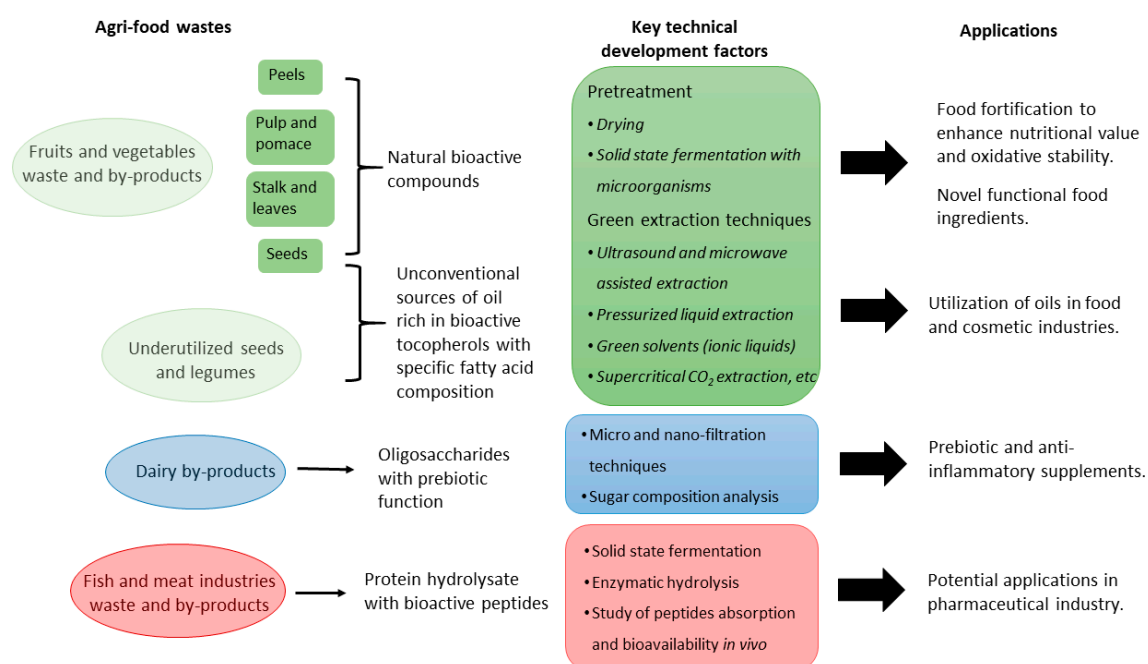 Agri-food wastes
Key technical
development factors
Applications
Fruits and vegetables
waste and by-products
Peels
Pulp and
pomace
Stalk and
leaves
Seeds
Natural bioactive
compounds
Underutilized seeds
and legumes
Unconventional
sources of oil
rich in bioactive
tocopherols with
specific fatty acid
composition
Pretreatment
• Drying
• Solid state fermentation with
microorganisms
Green extraction techniques
• Ultrasound and microwave
assisted extraction
• Pressurized liquid extraction
• Green solvents (ionic liquids)
• Supercritical CO₂ extraction, etc
Food fortification to
enhance nutritional value
and oxidative stability.
Novel functional food
ingredients.
Utilization of oils in food
and cosmetic industries.
Dairy by-products
Oligosaccharides
with prebiotic
function
• Micro and nano-filtration
techniques
• Sugar composition analysis
Prebiotic and anti-
inflammatory supplements.
Fish and meat industries
waste and by-products
Protein hydrolysate
with bioactive peptides
• Solid state fermentation
• Enzymatic hydrolysis
• Study of peptides absorption
and bioavailability in vivo
Potential applications in
pharmaceutical industry.